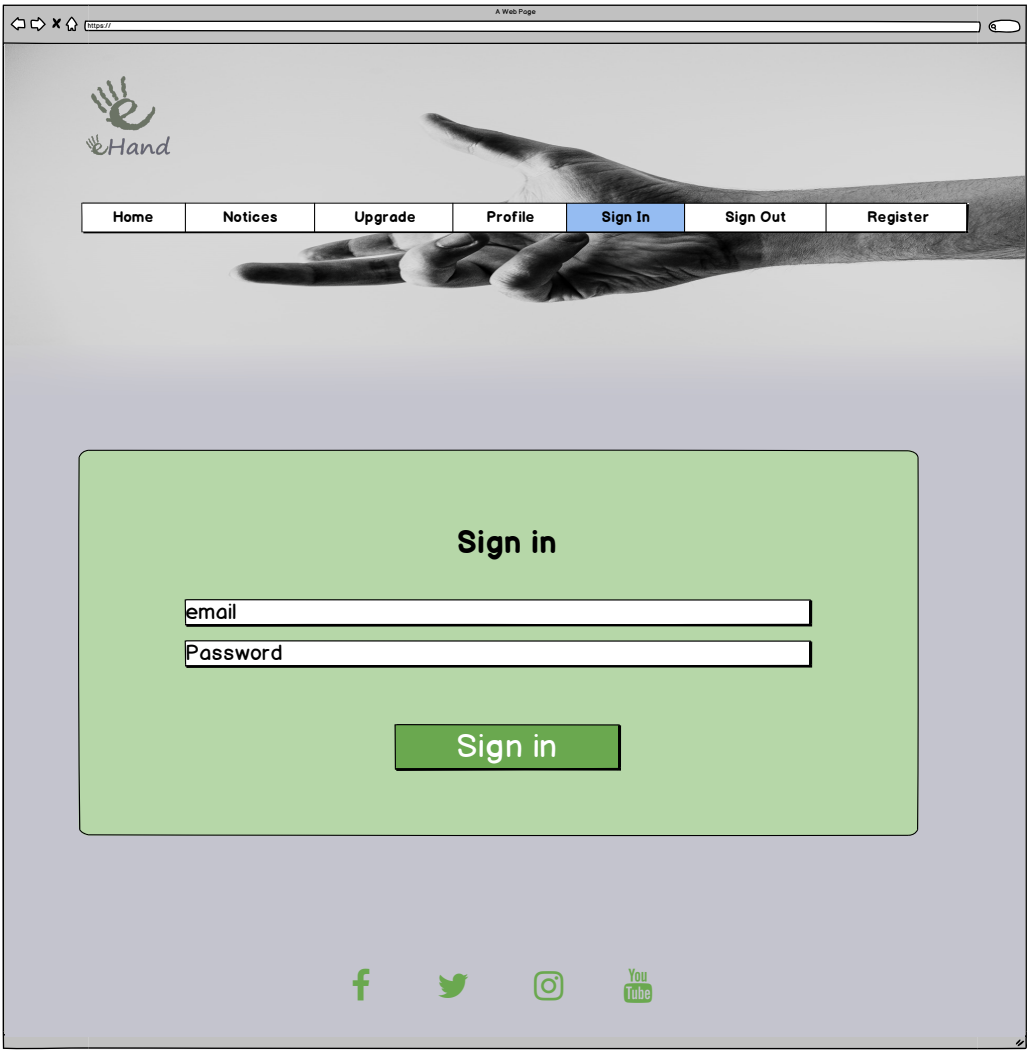 A Web Page
https://
e
eHand
Home Notices Upgrade Profile Sign In Sign Out Register
Sign in
email
Password
Sign in
f
You
Tube